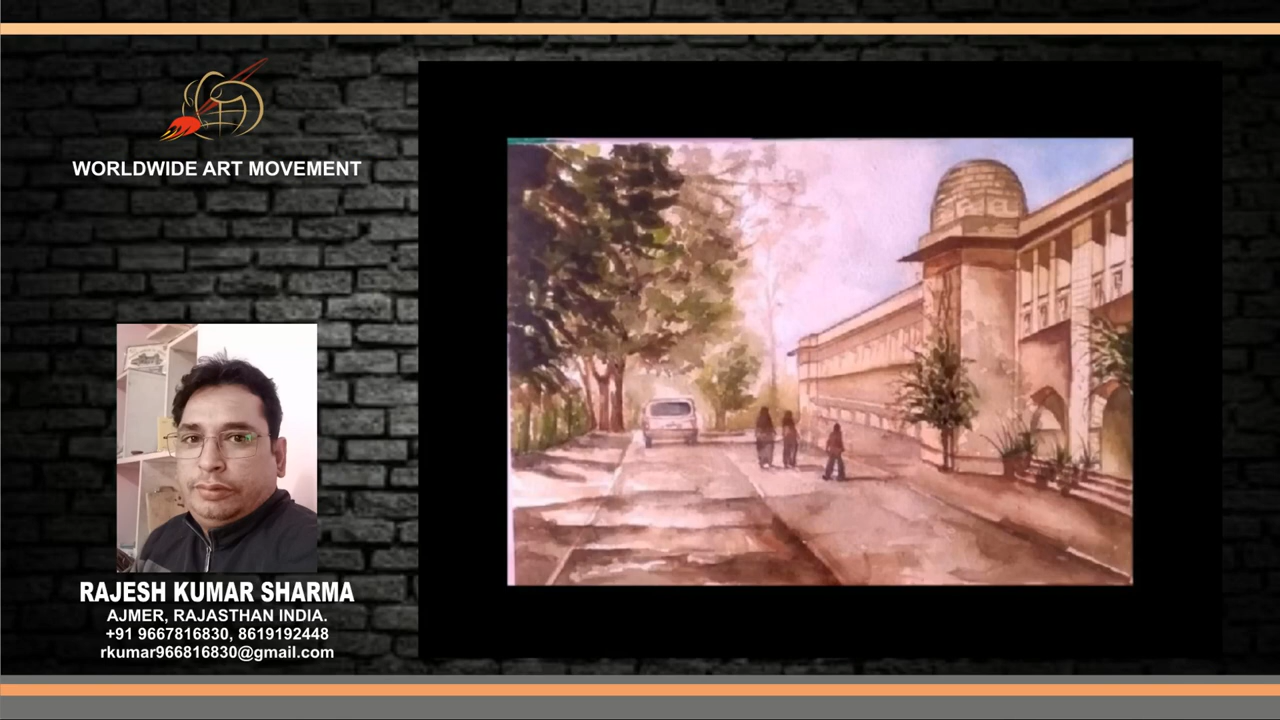 WORLDWIDE ART MOVEMENT
RAJESH KUMAR SHARMA
AJMER, RAJASTHAN INDIA.
+91 9667816830, 8619192448
rkumar966816830@gmail.com